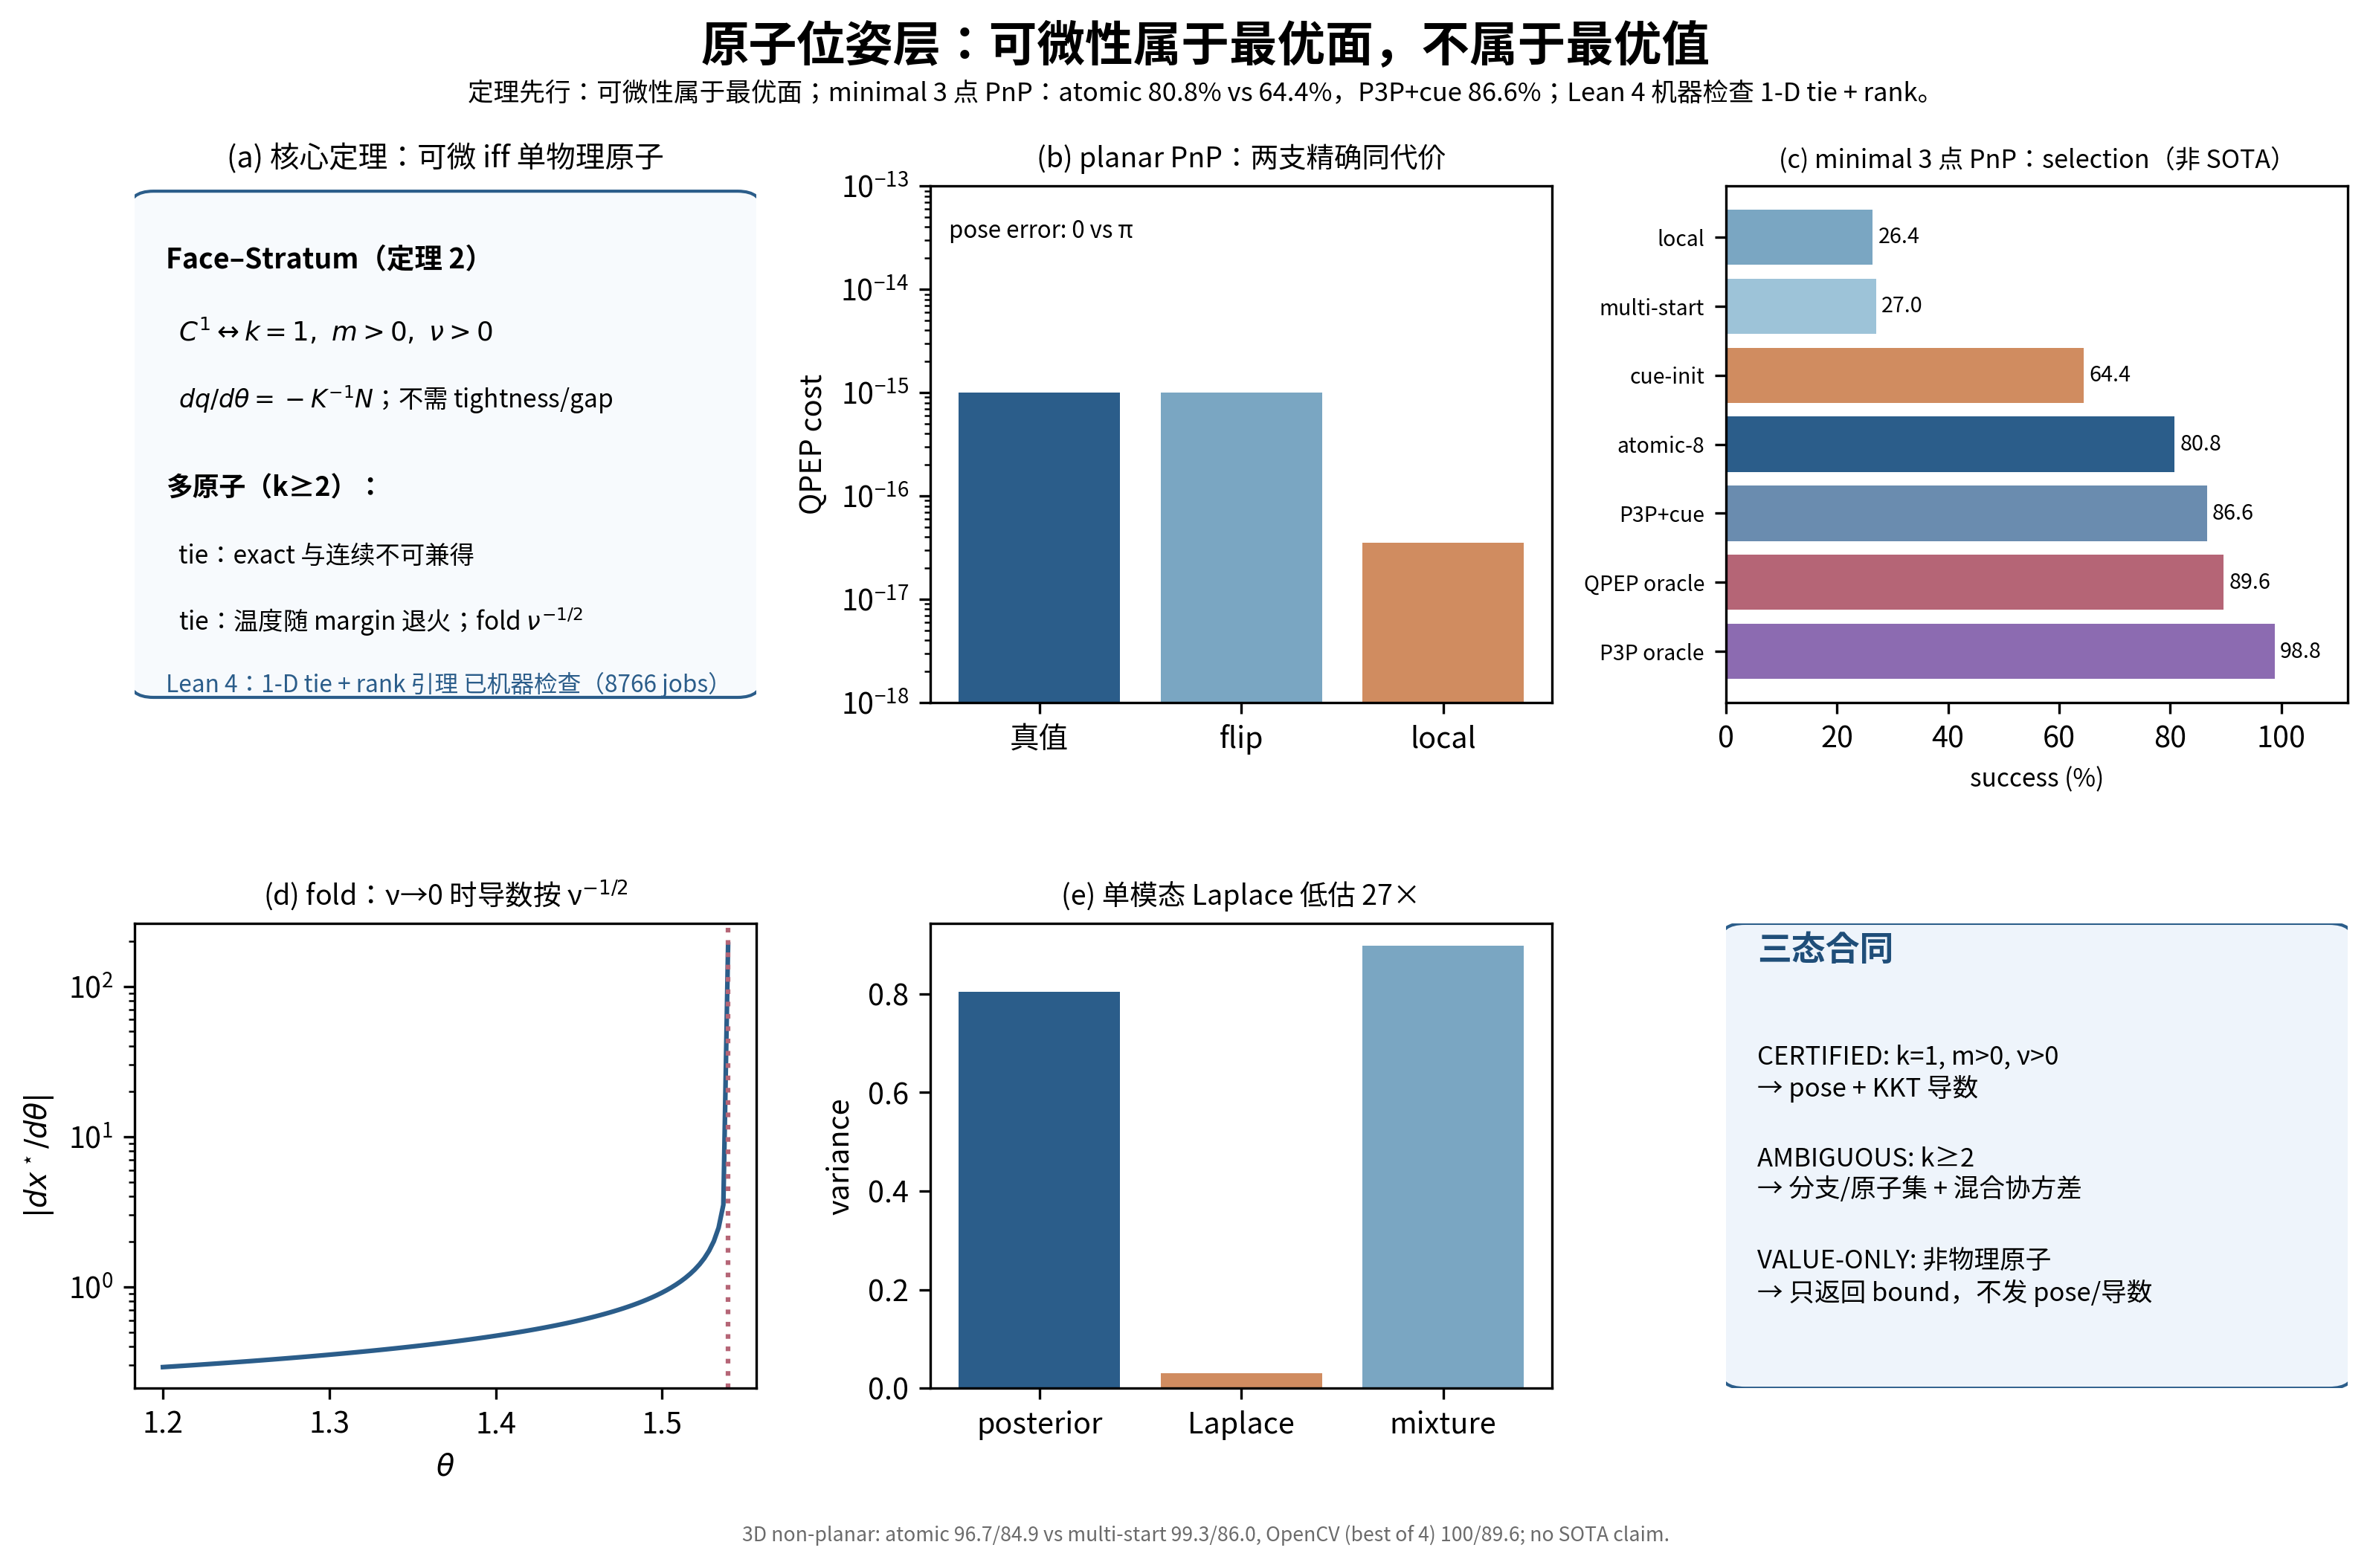 原子位姿层：可微性属于最优面，不属于最优值
定理先行：可微性属于最优面；minimal 3 点 PnP：atomic 80.8% vs 64.4%，P3P+cue 86.6%；Lean 4 机器检查 1-D tie + rank。
(a) 核心定理：可微 iff 单物理原子
Face–Stratum（定理 2）
C¹ ↔ k = 1, m > 0, ν > 0
dq/dθ = − K⁻¹N；不需 tightness/gap
多原子（k≥2）：
tie：exact 与连续不可兼得
tie：温度随 margin 退火；fold ν⁻¹ᐟ²
Lean 4：1-D tie + rank 引理 已机器检查（8766 jobs）
(b) planar PnP：两支精确同代价
pose error: 0 vs π
QPEP cost
10⁻¹³
10⁻¹⁴
10⁻¹⁵
10⁻¹⁶
10⁻¹⁷
10⁻¹⁸
真值 flip local
(c) minimal 3 点 PnP：selection（非 SOTA）
local 26.4
multi-start 27.0
cue-init 64.4
atomic-8 80.8
P3P+cue 86.6
QPEP oracle 89.6
P3P oracle 98.8
0 20 40 60 80 100
success (%)
(d) fold：ν→0 时导数按 ν⁻¹ᐟ²
|dx⋆/dθ|
10²
10¹
10⁰
1.2 1.3 1.4 1.5
θ
(e) 单模态 Laplace 低估 27×
variance
0.8
0.6
0.4
0.2
0.0
posterior Laplace mixture
三态合同
CERTIFIED: k=1, m>0, ν>0
→ pose + KKT 导数
AMBIGUOUS: k≥2
→ 分支/原子集 + 混合协方差
VALUE-ONLY: 非物理原子
→ 只返回 bound，不发 pose/导数
3D non-planar: atomic 96.7/84.9 vs multi-start 99.3/86.0, OpenCV (best of 4) 100/89.6; no SOTA claim.